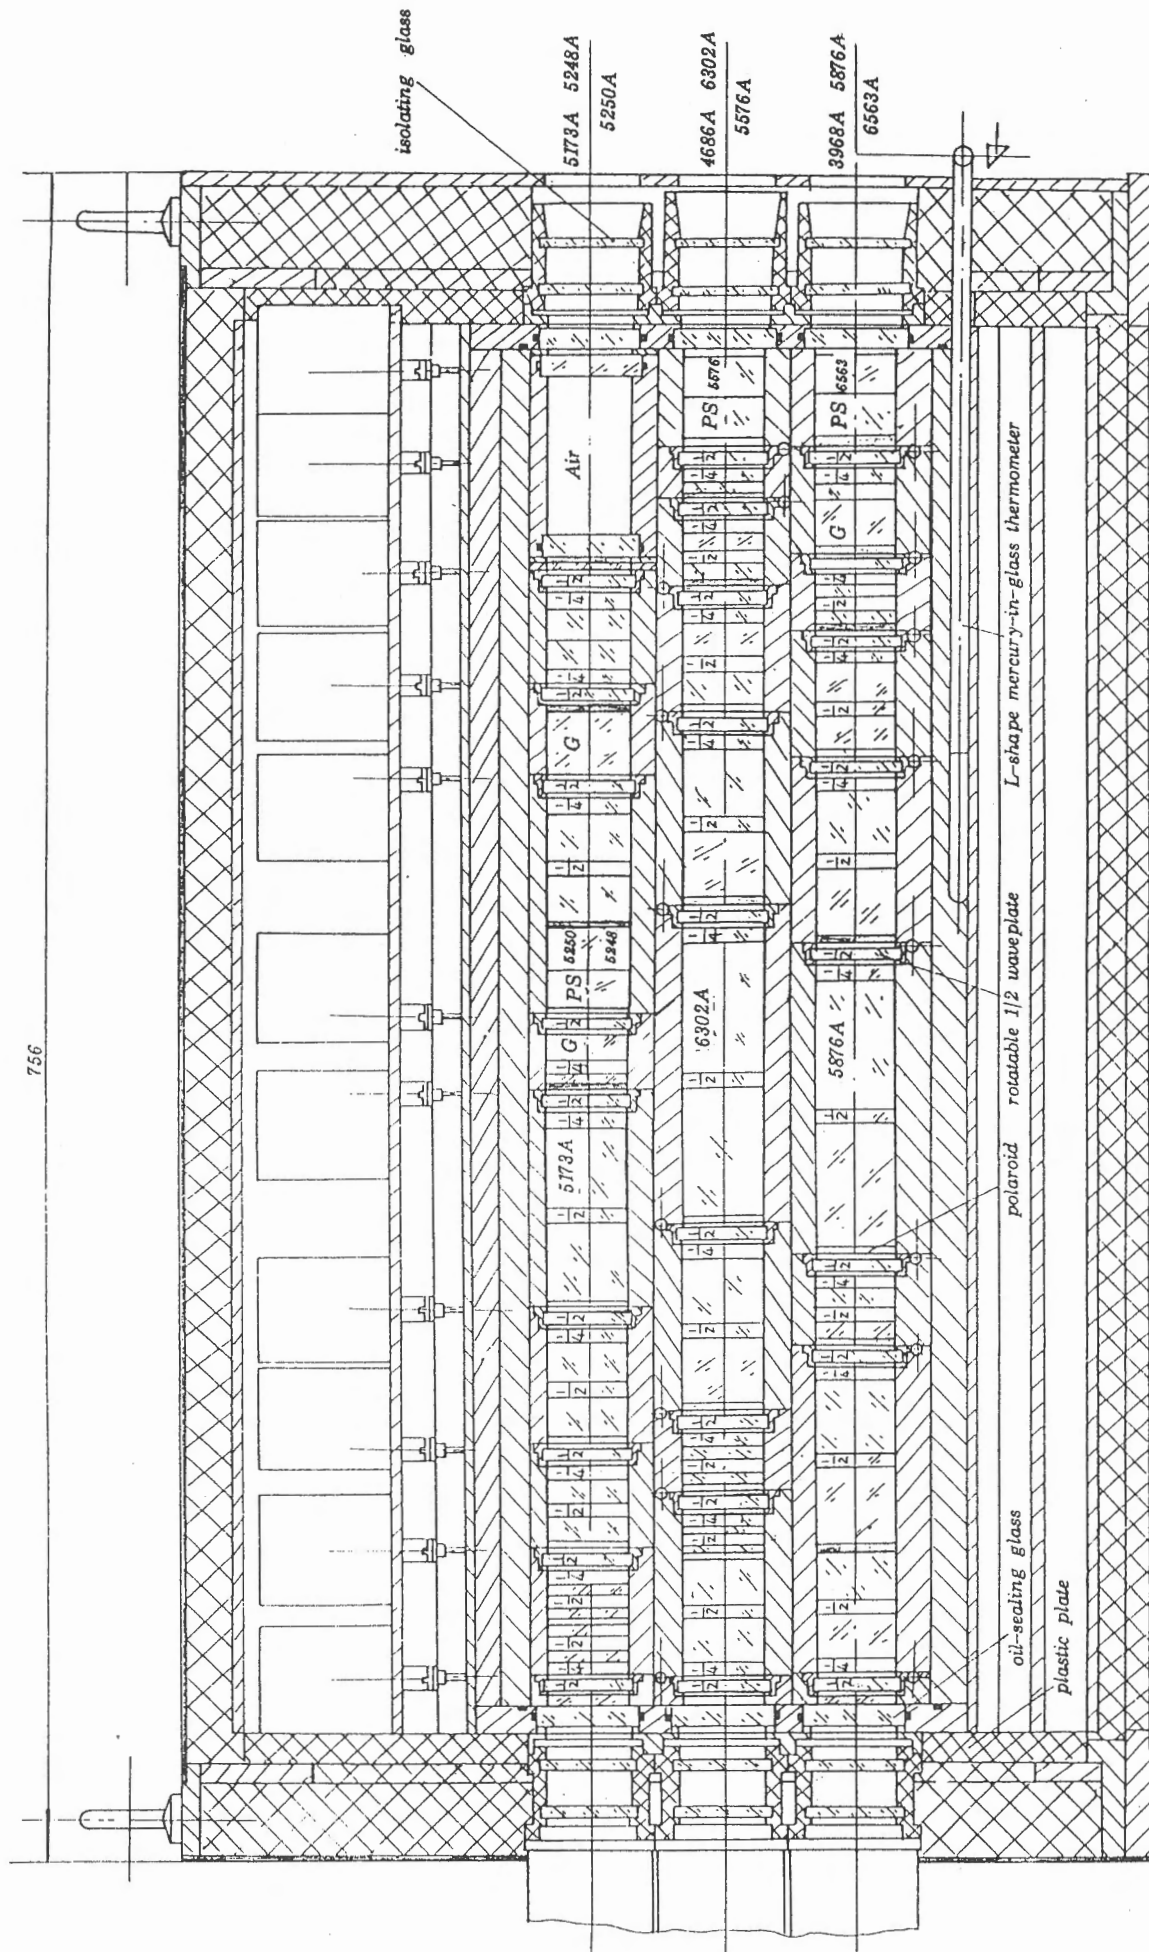 756
isolating glass
5173A 5248A
5250A
4686A 6302A
5576A
3968A 5876A
6563A
Air
G
PS 5250
5248
G
5173A
PS 5576
6302A
PS 6563
G
5876A
L-shape mercury-in-glass thermometer
rotatable 1/2 waveplate
polaroid
oil-sealing glass
plastic plate